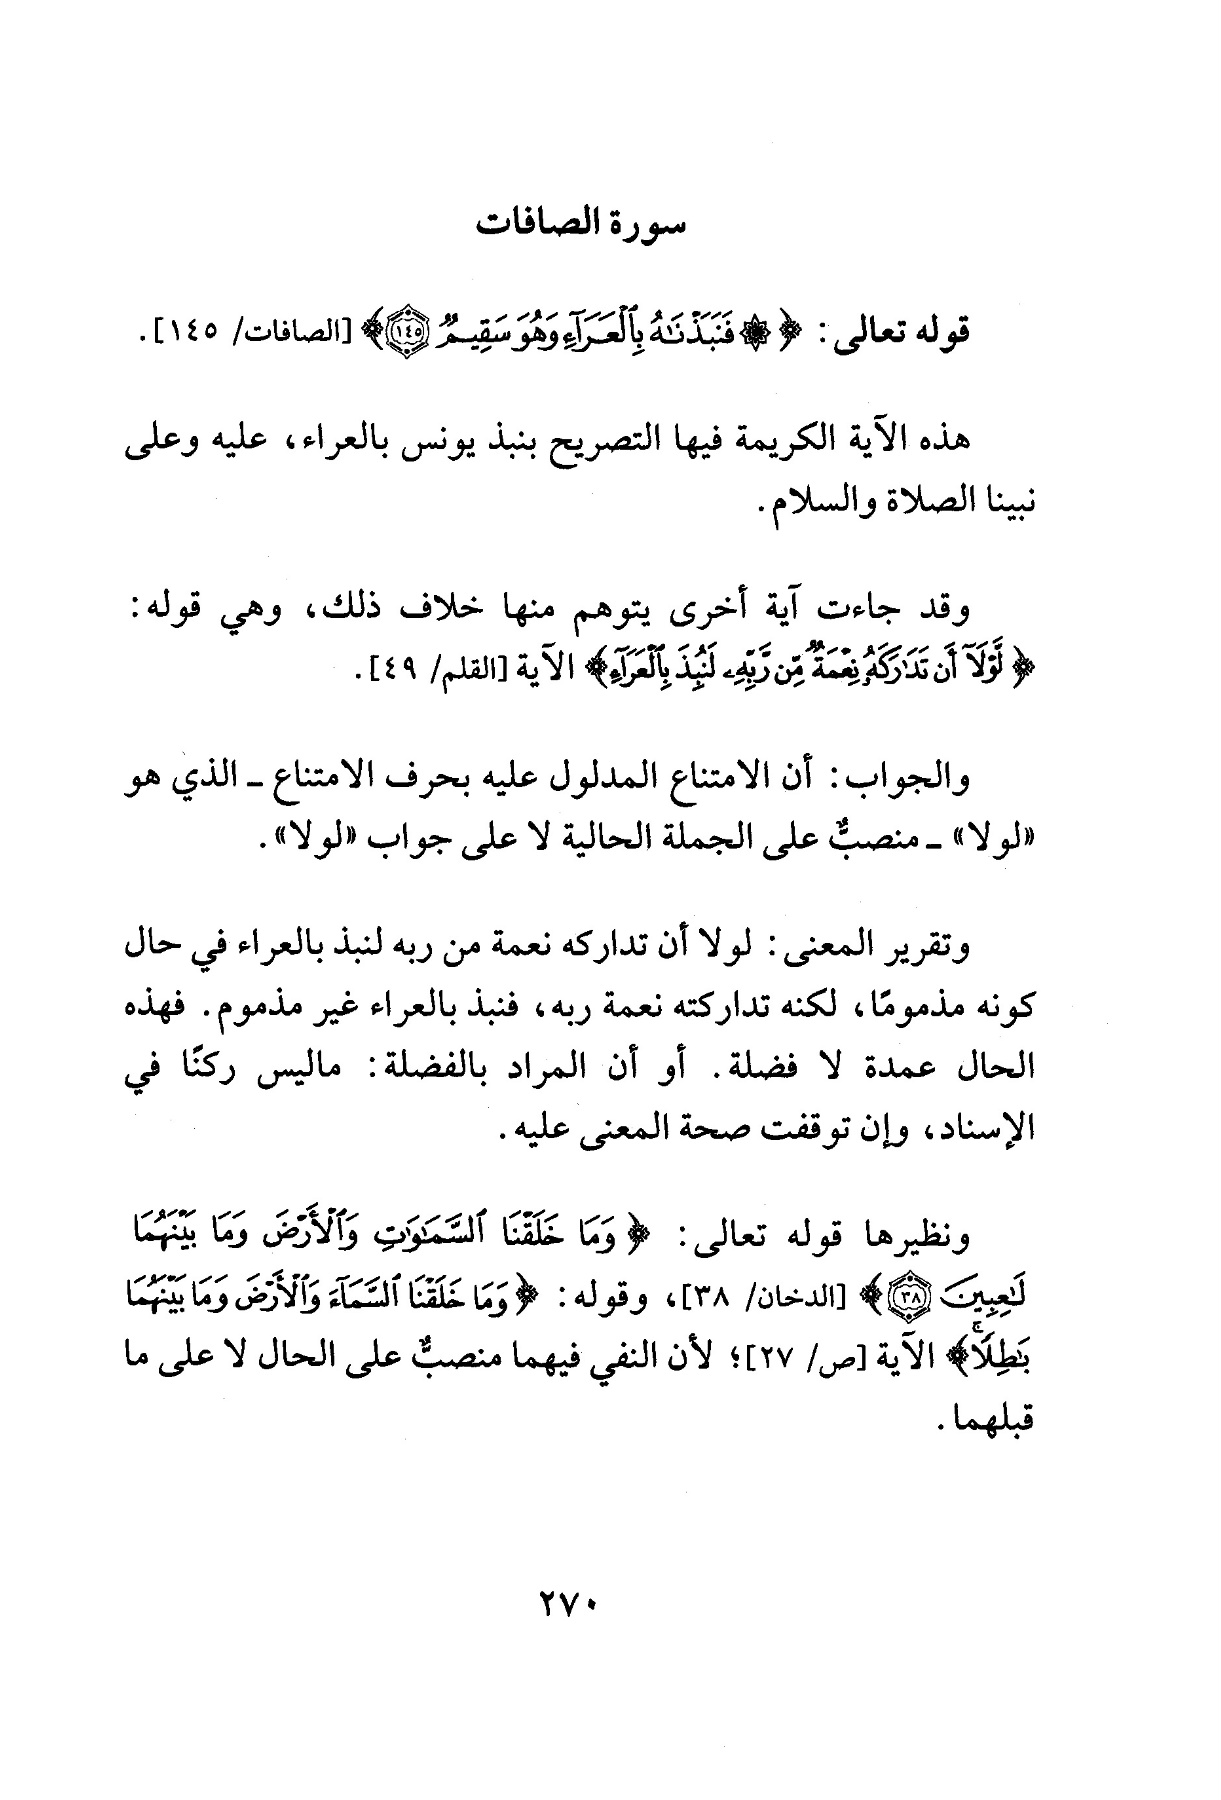 سورة الصافات
قوله تعالى: ﴿ ۞ فَنَبَذْنَٰهُ بِٱلْعَرَآءِ وَهُوَ سَقِيمٌ ١٤٥﴾ [الصافات/ ١٤٥].
هذه الآية الكريمة فيها التصريح بنبذ يونس بالعراء، عليه وعلى
نبينا الصلاة والسلام.
وقد جاءت آية أخرى يتوهم منها خلاف ذلك، وهي قوله:
﴿ لَّوْلَآ أَن تَدَٰرَكَهُۥ نِعْمَةٌ مِّن رَّبِّهِۦ لَنُبِذَ بِٱلْعَرَآءِ﴾ الآية [القلم/ ٤٩].
والجواب: أن الامتناع المدلول عليه بحرف الامتناع ـ الذي هو
«لولا» ـ منصبٌّ على الجملة الحالية لا على جواب «لولا».
وتقرير المعنى: لولا أن تداركه نعمة من ربه لنبذ بالعراء في حال
كونه مذمومًا، لكنه تداركته نعمة ربه، فنبذ بالعراء غير مذموم. فهذه
الحال عمدة لا فضلة. أو أن المراد بالفضلة: ماليس ركنًا في
الإسناد، وإن توقفت صحة المعنى عليه.
ونظيرها قوله تعالى: ﴿ وَمَا خَلَقْنَا ٱلسَّمَٰوَٰتِ وَٱلْأَرْضَ وَمَا بَيْنَهُمَا
لَٰعِبِينَ ٣٨﴾ [الدخان/ ٣٨]، وقوله: ﴿ وَمَا خَلَقْنَا ٱلسَّمَآءَ وَٱلْأَرْضَ وَمَا بَيْنَهُمَا
بَٰطِلًاۚ﴾ الآية [ص/ ٢٧]؛ لأن النفي فيهما منصبٌّ على الحال لا على ما
قبلهما.
٢٧٠